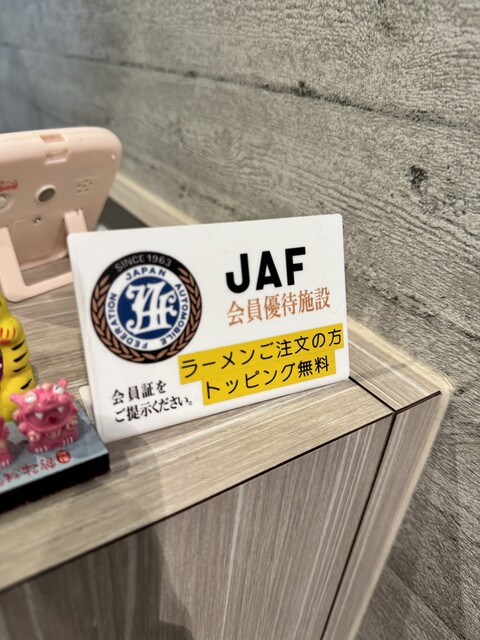 SINCE 1963
JAPAN AUTOMOBILE FEDERATION
JAF
JAF
会員優待施設
ラーメンご注文の方
トッピング無料
会員証を
ご提示ください。